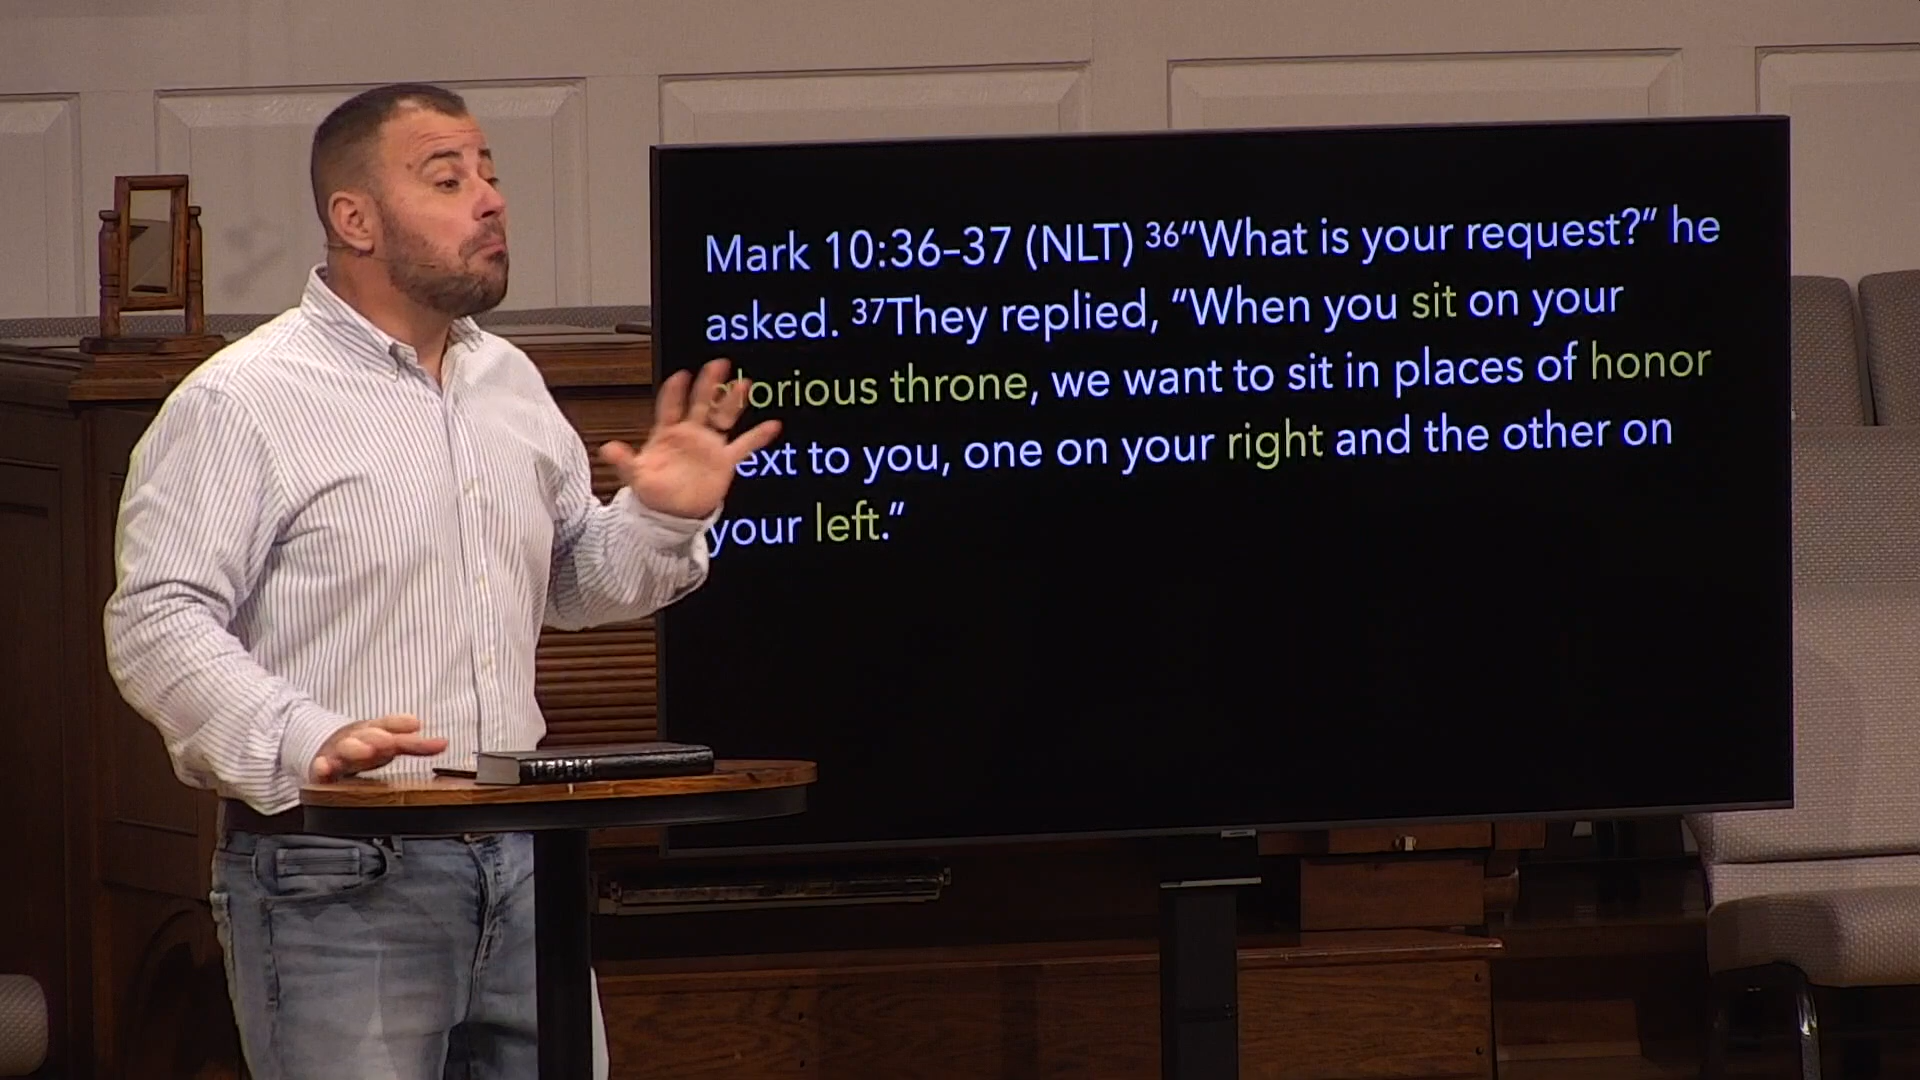 Mark 10:36–37 (NLT) 36“What is your request?” he
asked. 37They replied, “When you sit on your
glorious throne, we want to sit in places of honor
next to you, one on your right and the other on
your left.”